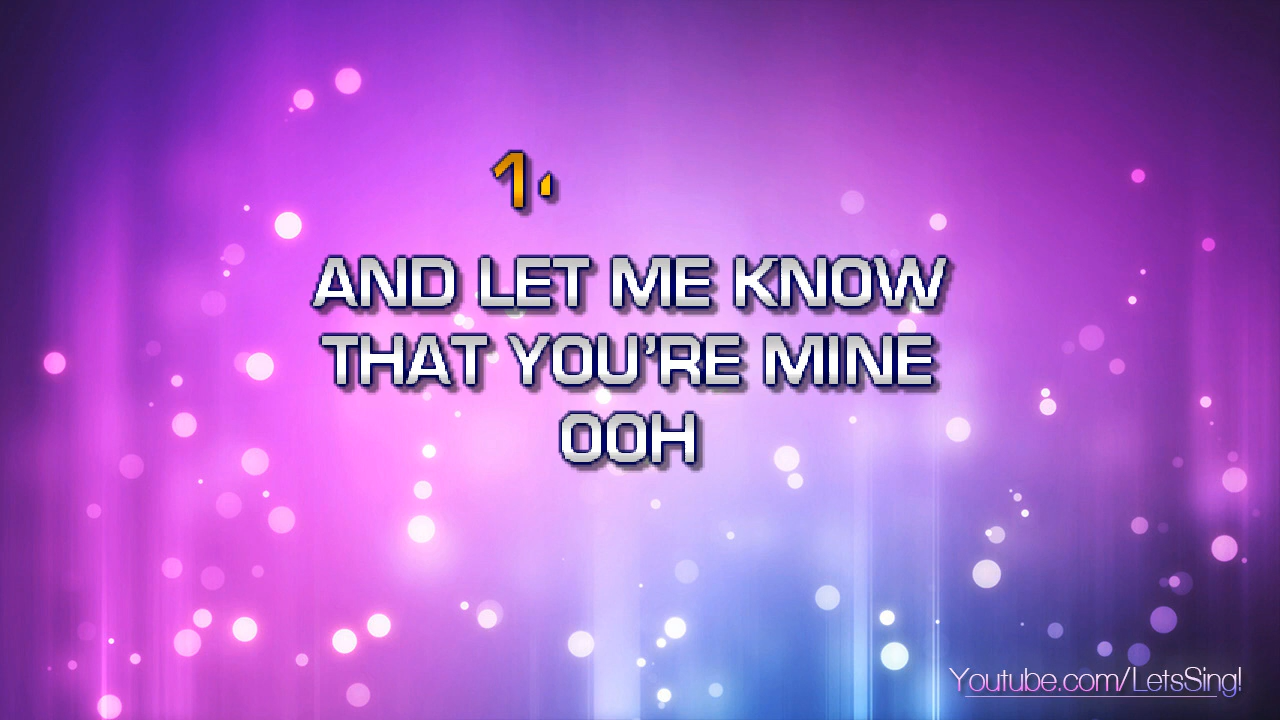 1
AND LET ME KNOW
THAT YOU'RE MINE
OOH
Youtube.com/LetsSing!